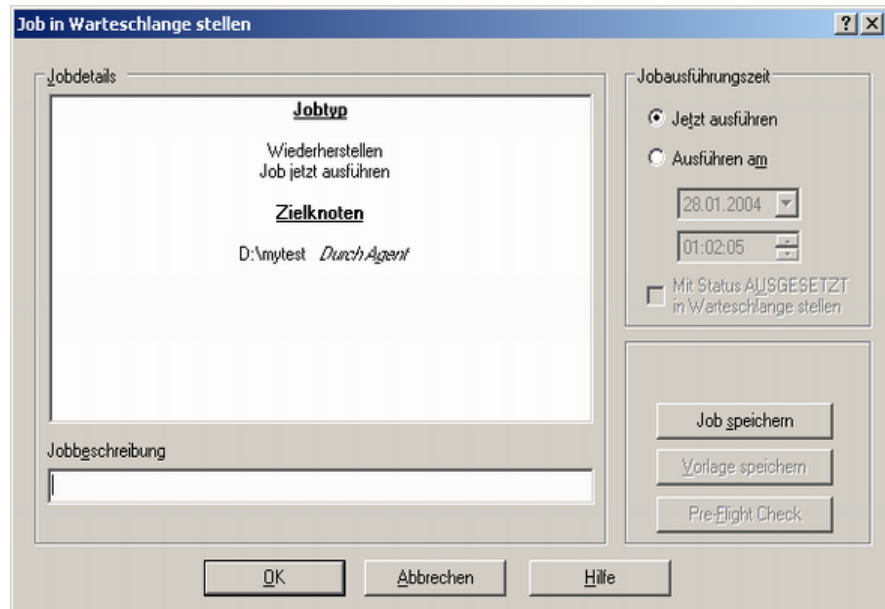 Job in Warteschlange stellen
Jobdetails
Jobtyp
Wiederherstellen
Job jetzt ausführen
Zielknoten
D:\mytest Durch Agent
Jobbeschreibung
Jobausführungszeit
Jetzt ausführen
Ausführen am
28.01.2004
01:02:05
Mit Status AUSGESETZT
in Warteschlange stellen
Job speichern
Vorlage speichern
Pre-Flight Check
OK
Abbrechen
Hilfe